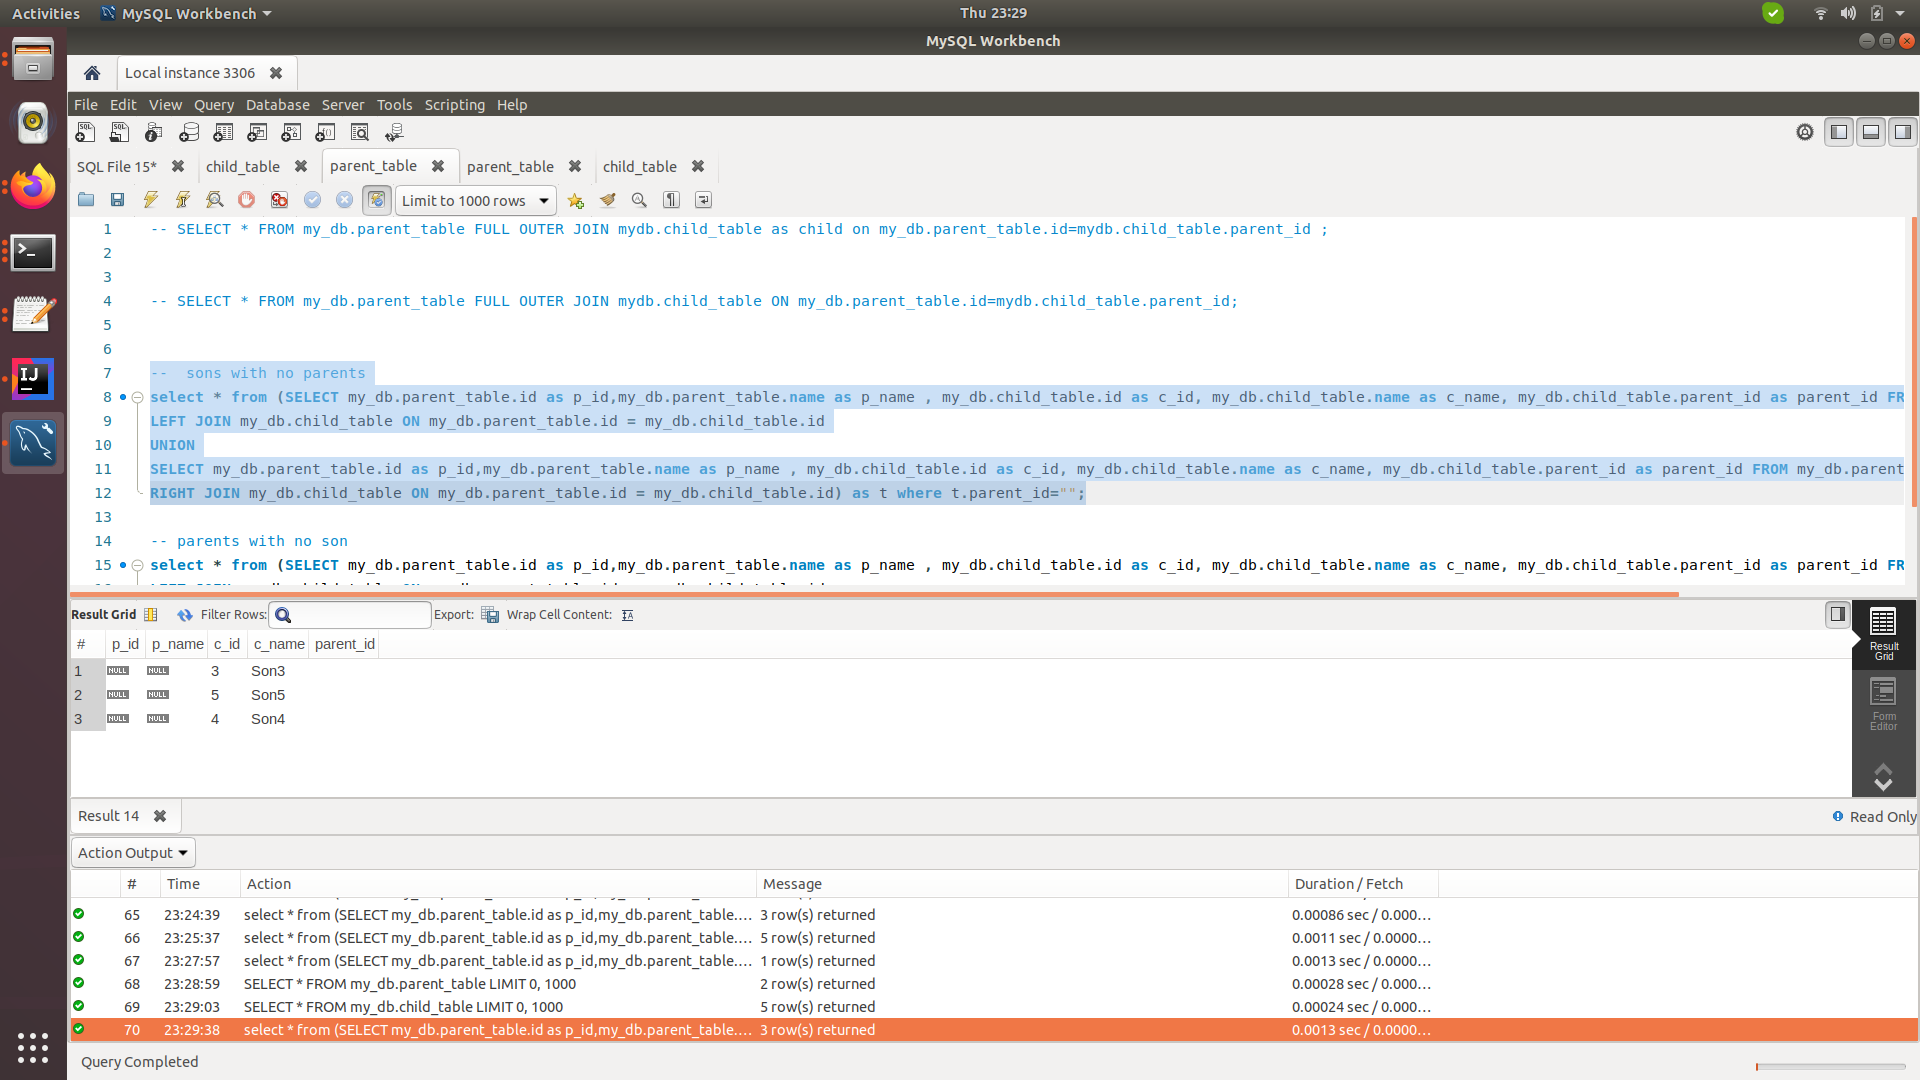 Activities
MySQL Workbench
Thu 23:29
MySQL Workbench
Local instance 3306
File Edit View Query Database Server Tools Scripting Help
SQL File 15*
child_table
parent_table
parent_table
child_table
Limit to 1000 rows
1 -- SELECT * FROM my_db.parent_table FULL OUTER JOIN mydb.child_table as child on my_db.parent_table.id=mydb.child_table.parent_id ;
2
3
4 -- SELECT * FROM my_db.parent_table FULL OUTER JOIN mydb.child_table ON my_db.parent_table.id=mydb.child_table.parent_id;
5
6
7 --  sons with no parents
8 select * from (SELECT my_db.parent_table.id as p_id,my_db.parent_table.name as p_name , my_db.child_table.id as c_id, my_db.child_table.name as c_name, my_db.child_table.parent_id as parent_id FR
9 LEFT JOIN my_db.child_table ON my_db.parent_table.id = my_db.child_table.id
10 UNION
11 SELECT my_db.parent_table.id as p_id,my_db.parent_table.name as p_name , my_db.child_table.id as c_id, my_db.child_table.name as c_name, my_db.child_table.parent_id as parent_id FROM my_db.parent
12 RIGHT JOIN my_db.child_table ON my_db.parent_table.id = my_db.child_table.id) as t where t.parent_id="";
13
14 -- parents with no son
15 select * from (SELECT my_db.parent_table.id as p_id,my_db.parent_table.name as p_name , my_db.child_table.id as c_id, my_db.child_table.name as c_name, my_db.child_table.parent_id as parent_id FR
Result Grid Filter Rows: Export: Wrap Cell Content:
# p_id p_name c_id c_name parent_id
1 NULL NULL 3 Son3
2 NULL NULL 5 Son5
3 NULL NULL 4 Son4
Result
Grid
Form
Editor
Result 14
Read Only
Action Output
# Time Action Message Duration / Fetch
65 23:24:39 select * from (SELECT my_db.parent_table.id as p_id,my_db.parent_table.... 3 row(s) returned 0.00086 sec / 0.000...
66 23:25:37 select * from (SELECT my_db.parent_table.id as p_id,my_db.parent_table.... 5 row(s) returned 0.0011 sec / 0.0000...
67 23:27:57 select * from (SELECT my_db.parent_table.id as p_id,my_db.parent_table.... 1 row(s) returned 0.0013 sec / 0.0000...
68 23:28:59 SELECT * FROM my_db.parent_table LIMIT 0, 1000 2 row(s) returned 0.00028 sec / 0.000...
69 23:29:03 SELECT * FROM my_db.child_table LIMIT 0, 1000 5 row(s) returned 0.00024 sec / 0.000...
70 23:29:38 select * from (SELECT my_db.parent_table.id as p_id,my_db.parent_table.... 3 row(s) returned 0.0013 sec / 0.0000...
Query Completed